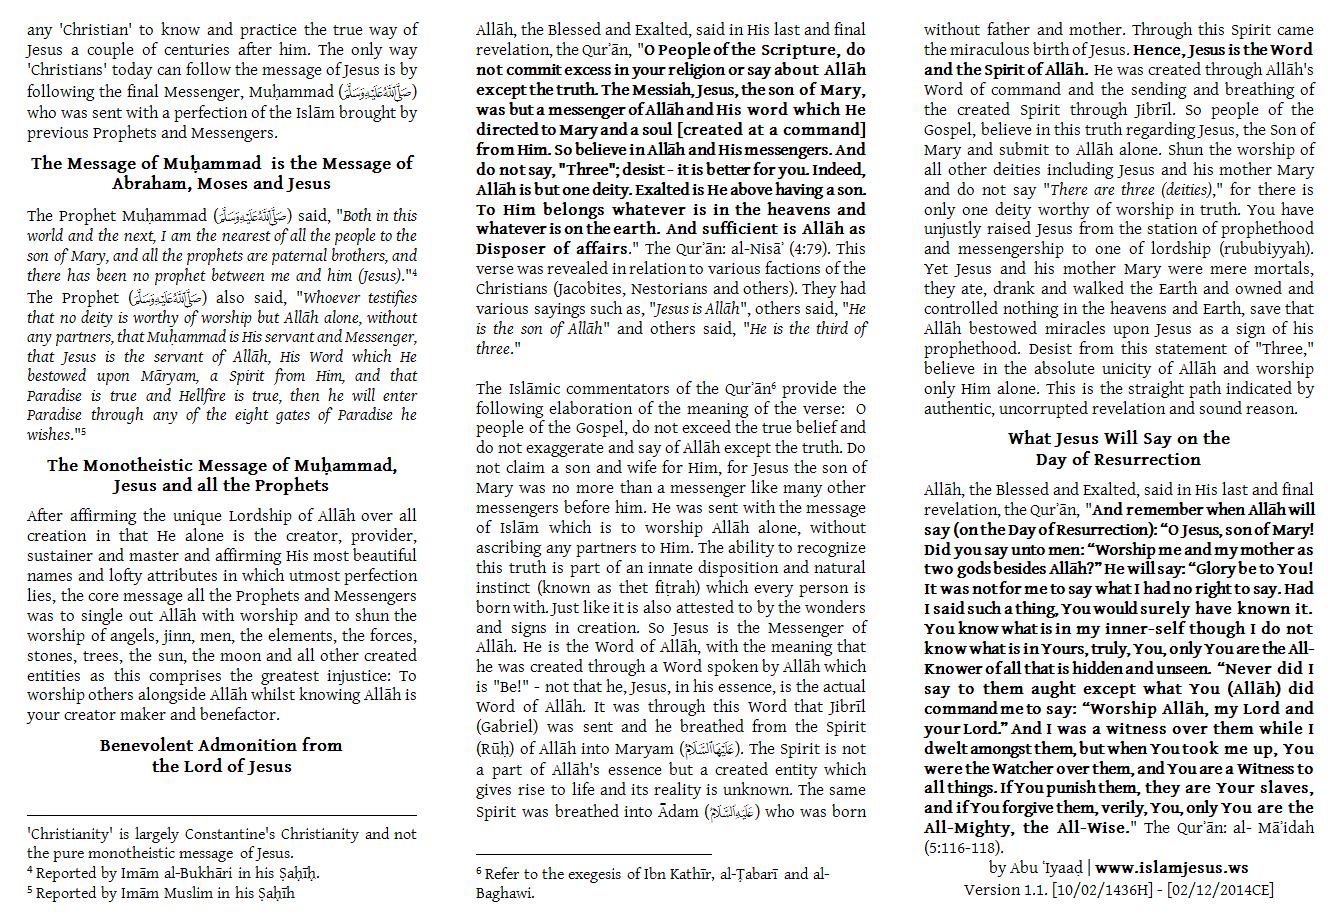 any 'Christian' to know and practice the true way of
Jesus a couple of centuries after him. The only way
'Christians' today can follow the message of Jesus is by
following the final Messenger, Muḥammad (ﷺ)
who was sent with a perfection of the Islām brought by
previous Prophets and Messengers.
The Message of Muḥammad is the Message of
Abraham, Moses and Jesus
The Prophet Muḥammad (ﷺ) said, "Both in this
world and the next, I am the nearest of all the people to the
son of Mary, and all the prophets are paternal brothers, and
there has been no prophet between me and him (Jesus)."⁴
The Prophet (ﷺ) also said, "Whoever testifies
that no deity is worthy of worship but Allāh alone, without
any partners, that Muḥammad is His servant and Messenger,
that Jesus is the servant of Allāh, His Word which He
bestowed upon Māryam, a Spirit from Him, and that
Paradise is true and Hellfire is true, then he will enter
Paradise through any of the eight gates of Paradise he
wishes."⁵
The Monotheistic Message of Muḥammad,
Jesus and all the Prophets
After affirming the unique Lordship of Allāh over all
creation in that He alone is the creator, provider,
sustainer and master and affirming His most beautiful
names and lofty attributes in which utmost perfection
lies, the core message all the Prophets and Messengers
was to single out Allāh with worship and to shun the
worship of angels, jinn, men, the elements, the forces,
stones, trees, the sun, the moon and all other created
entities as this comprises the greatest injustice: To
worship others alongside Allāh whilst knowing Allāh is
your creator maker and benefactor.
Benevolent Admonition from
the Lord of Jesus
'Christianity' is largely Constantine's Christianity and not
the pure monotheistic message of Jesus.
⁴ Reported by Imām al-Bukhāri in his Ṣaḥīḥ.
⁵ Reported by Imām Muslim in his Ṣaḥīh
Allāh, the Blessed and Exalted, said in His last and final
revelation, the Qurʾān, "O People of the Scripture, do
not commit excess in your religion or say about Allāh
except the truth. The Messiah, Jesus, the son of Mary,
was but a messenger of Allāh and His word which He
directed to Mary and a soul [created at a command]
from Him. So believe in Allāh and His messengers. And
do not say, "Three"; desist - it is better for you. Indeed,
Allāh is but one deity. Exalted is He above having a son.
To Him belongs whatever is in the heavens and
whatever is on the earth. And sufficient is Allāh as
Disposer of affairs." The Qurʾān: al-Nisāʾ (4:79). This
verse was revealed in relation to various factions of the
Christians (Jacobites, Nestorians and others). They had
various sayings such as, "Jesus is Allāh", others said, "He
is the son of Allāh" and others said, "He is the third of
three."
The Islāmic commentators of the Qurʾān⁶ provide the
following elaboration of the meaning of the verse: O
people of the Gospel, do not exceed the true belief and
do not exaggerate and say of Allāh except the truth. Do
not claim a son and wife for Him, for Jesus the son of
Mary was no more than a messenger like many other
messengers before him. He was sent with the message
of Islām which is to worship Allāh alone, without
ascribing any partners to Him. The ability to recognize
this truth is part of an innate disposition and natural
instinct (known as thet fiṭrah) which every person is
born with. Just like it is also attested to by the wonders
and signs in creation. So Jesus is the Messenger of
Allāh. He is the Word of Allāh, with the meaning that
he was created through a Word spoken by Allāh which
is "Be!" - not that he, Jesus, in his essence, is the actual
Word of Allāh. It was through this Word that Jibrīl
(Gabriel) was sent and he breathed from the Spirit
(Rūḥ) of Allāh into Maryam (عَلَيْهَا السَّلَامُ). The Spirit is not
a part of Allāh's essence but a created entity which
gives rise to life and its reality is unknown. The same
Spirit was breathed into Ādam (عَلَيْهِ السَّلَامُ) who was born
⁶ Refer to the exegesis of Ibn Kathīr, al-Ṭabarī and al-
Baghawi.
without father and mother. Through this Spirit came
the miraculous birth of Jesus. Hence, Jesus is the Word
and the Spirit of Allāh. He was created through Allāh's
Word of command and the sending and breathing of
the created Spirit through Jibrīl. So people of the
Gospel, believe in this truth regarding Jesus, the Son of
Mary and submit to Allāh alone. Shun the worship of
all other deities including Jesus and his mother Mary
and do not say "There are three (deities)," for there is
only one deity worthy of worship in truth. You have
unjustly raised Jesus from the station of prophethood
and messengership to one of lordship (rububiyyah).
Yet Jesus and his mother Mary were mere mortals,
they ate, drank and walked the Earth and owned and
controlled nothing in the heavens and Earth, save that
Allāh bestowed miracles upon Jesus as a sign of his
prophethood. Desist from this statement of "Three,"
believe in the absolute unicity of Allāh and worship
only Him alone. This is the straight path indicated by
authentic, uncorrupted revelation and sound reason.
What Jesus Will Say on the
Day of Resurrection
Allāh, the Blessed and Exalted, said in His last and final
revelation, the Qurʾān, "And remember when Allāh will
say (on the Day of Resurrection): “O Jesus, son of Mary!
Did you say unto men: “Worship me and my mother as
two gods besides Allāh?” He will say: “Glory be to You!
It was not for me to say what I had no right to say. Had
I said such a thing, You would surely have known it.
You know what is in my inner-self though I do not
know what is in Yours, truly, You, only You are the All-
Knower of all that is hidden and unseen. “Never did I
say to them aught except what You (Allāh) did
command me to say: “Worship Allāh, my Lord and
your Lord.” And I was a witness over them while I
dwelt amongst them, but when You took me up, You
were the Watcher over them, and You are a Witness to
all things. If You punish them, they are Your slaves,
and if You forgive them, verily, You, only You are the
All-Mighty, the All-Wise." The Qurʾān: al- Māʾidah
(5:116-118).
by Abu ʿIyaaḍ | www.islamjesus.ws
Version 1.1. [10/02/1436H] - [02/12/2014CE]